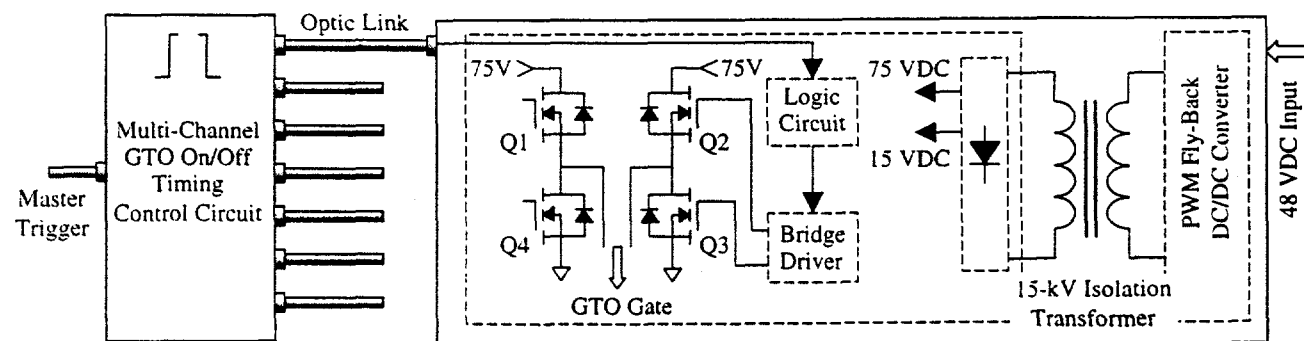 Optic Link
Multi-Channel
GTO On/Off
Timing
Control Circuit
Master
Trigger
75V
75V
Q1
Q2
Q4
Q3
GTO Gate
Logic
Circuit
Bridge
Driver
75 VDC
15 VDC
15-kV Isolation
Transformer
PWM Fly-Back
DC/DC Converter
48 VDC Input